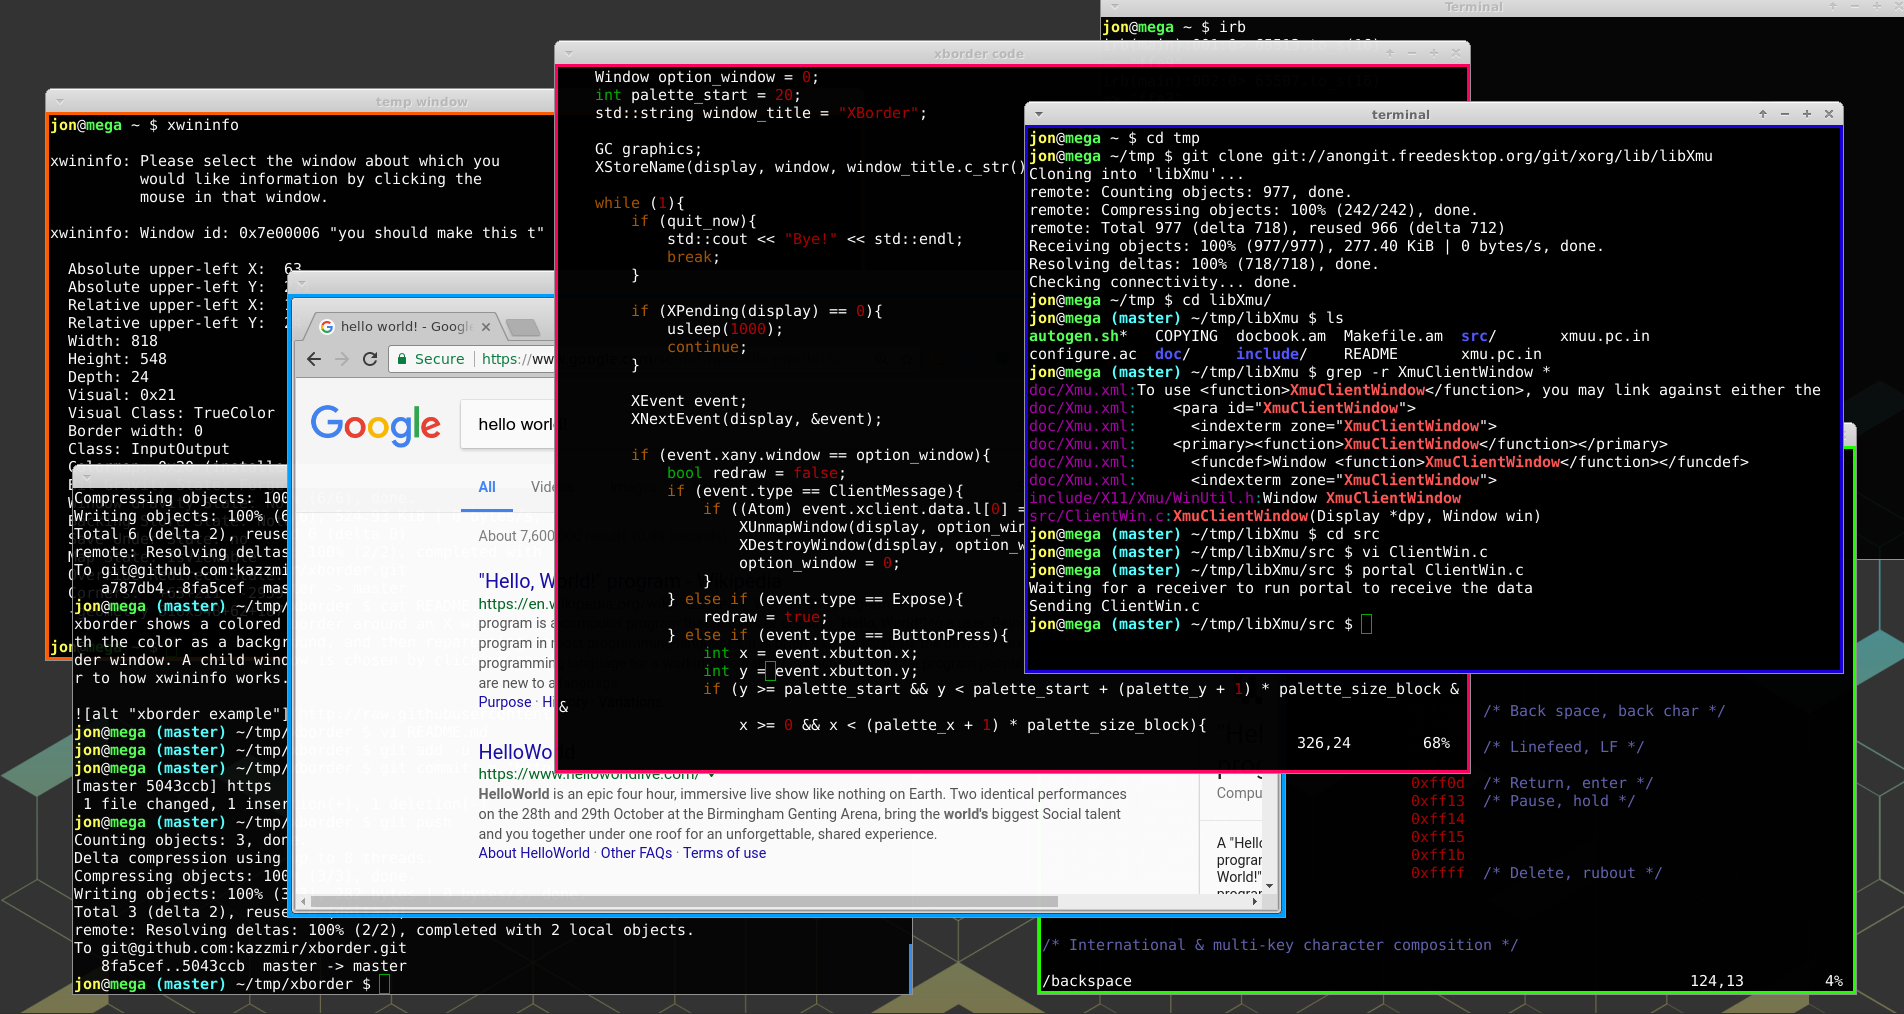 Terminal
jon@mega ~ $ irb
temp window
jon@mega ~ $ xwininfo
xwininfo: Please select the window about which you
would like information by clicking the
mouse in that window.
xwininfo: Window id: 0x7e00006 "you should make this t"
Absolute upper-left X:  63
Absolute upper-left Y:
Relative upper-left X:
Relative upper-left Y:
Width: 818
Height: 548
Depth: 24
Visual: 0x21
Visual Class: TrueColor
Border width: 0
Class: InputOutput
xborder code
Window option_window = 0;
int palette_start = 20;
std::string window_title = "XBorder";
GC graphics;
XStoreName(display, window, window_title.c_str()
while (1){
if (quit_now){
std::cout << "Bye!" << std::endl;
break;
}
if (XPending(display) == 0){
usleep(1000);
continue;
}
XEvent event;
XNextEvent(display, &event);
if (event.xany.window == option_window){
bool redraw = false;
if (event.type == ClientMessage){
if ((Atom) event.xclient.data.l[0] =
XUnmapWindow(display, option_win
XDestroyWindow(display, option_w
option_window = 0;
}
} else if (event.type == Expose){
redraw = true;
} else if (event.type == ButtonPress){
int x = event.xbutton.x;
int y = event.xbutton.y;
if (y >= palette_start && y < palette_start + (palette_y + 1) * palette_size_block &
&
x >= 0 && x < (palette_x + 1) * palette_size_block){
326,24        68%
terminal
jon@mega ~ $ cd tmp
jon@mega ~/tmp $ git clone git://anongit.freedesktop.org/git/xorg/lib/libXmu
Cloning into 'libXmu'...
remote: Counting objects: 977, done.
remote: Compressing objects: 100% (242/242), done.
remote: Total 977 (delta 718), reused 966 (delta 712)
Receiving objects: 100% (977/977), 277.40 KiB | 0 bytes/s, done.
Resolving deltas: 100% (718/718), done.
Checking connectivity... done.
jon@mega ~/tmp $ cd libXmu/
jon@mega (master) ~/tmp/libXmu $ ls
autogen.sh*   COPYING  docbook.am  Makefile.am  src/       xmuu.pc.in
configure.ac  doc/     include/    README       xmu.pc.in
jon@mega (master) ~/tmp/libXmu $ grep -r XmuClientWindow *
doc/Xmu.xml:To use <function>XmuClientWindow</function>, you may link against either the
doc/Xmu.xml:    <para id="XmuClientWindow">
doc/Xmu.xml:      <indexterm zone="XmuClientWindow">
doc/Xmu.xml:    <primary><function>XmuClientWindow</function></primary>
doc/Xmu.xml:      <funcdef>Window <function>XmuClientWindow</function></funcdef>
doc/Xmu.xml:      <indexterm zone="XmuClientWindow">
include/X11/Xmu/WinUtil.h:Window XmuClientWindow
src/ClientWin.c:XmuClientWindow(Display *dpy, Window win)
jon@mega (master) ~/tmp/libXmu $ cd src
jon@mega (master) ~/tmp/libXmu/src $ vi ClientWin.c
jon@mega (master) ~/tmp/libXmu/src $ portal ClientWin.c
Waiting for a receiver to run portal to receive the data
Sending ClientWin.c
jon@mega (master) ~/tmp/libXmu/src $
hello world! - Google
Secure | https://ww
Google
hello world
All
About 7,600
"Hello, World!" program
https://en.w
program is a
program in
programming
are new to a
Purpose ·
HelloWorld
https://www.helloworldlive.com/
HelloWorld is an epic four hour, immersive live show like nothing on Earth. Two identical performances
on the 28th and 29th October at the Birmingham Genting Arena, bring the world's biggest Social talent
and you together under one roof for an unforgettable, shared experience.
About HelloWorld · Other FAQs · Terms of use
Compu
A "Hello
program
World!"
Compressing objects: 100%
Writing objects: 100% (6
Total 6 (delta 2), reuse
remote: Resolving deltas
To git@github.com:kazzmir/xborder.git
a787db4..8fa5cef  master -> master
jon@mega (master) ~/tmp/
xborder shows a colored
th the color as a backgr
der window. A child wind
r to how xwininfo works.
![alt "xborder example"]
jon@mega (master) ~/tmp/
jon@mega (master) ~/tmp/
jon@mega (master) ~/tmp/
[master 5043ccb] https
1 file changed, 1 inser
jon@mega (master) ~/tmp/
Counting objects: 3, don
Delta compression using
Compressing objects: 100
Writing objects: 100% (3
Total 3 (delta 2), reuse
remote: Resolving deltas: 100% (2/2), completed with 2 local objects.
To git@github.com:kazzmir/xborder.git
8fa5cef..5043ccb  master -> master
jon@mega (master) ~/tmp/xborder $
/* Back space, back char */
/* Linefeed, LF */
0xff0d  /* Return, enter */
0xff13  /* Pause, hold */
0xff14
0xff15
0xff1b
0xffff  /* Delete, rubout */
/* International & multi-key character composition */
/backspace
124,13         4%